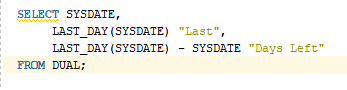 SELECT SYSDATE,
LAST_DAY(SYSDATE) "Last",
LAST_DAY(SYSDATE) - SYSDATE "Days Left"
FROM DUAL;